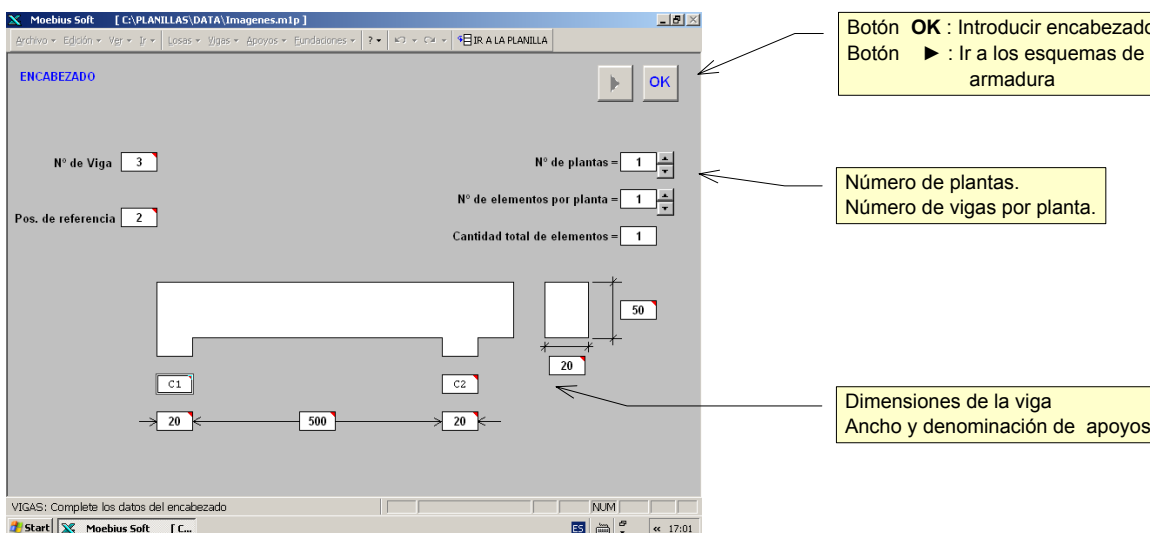 Moebius Soft [ C:\PLANILLAS\DATA\Imagenes.m1p ]
Archivo Edición Ver Ir Losas Vigas Apoyos Fundaciones ? IR A LA PLANILLA
ENCABEZADO
OK
Nº de Viga 3
Pos. de referencia 2
Nº de plantas = 1
Nº de elementos por planta = 1
Cantidad total de elementos = 1
50
20
C1 C2
20 500 20
VIGAS: Complete los datos del encabezado NUM
Start Moebius Soft [ C... ES « 17:01
Botón OK : Introducir encabezado
Botón ► : Ir a los esquemas de
armadura
Número de plantas.
Número de vigas por planta.
Dimensiones de la viga
Ancho y denominación de apoyos